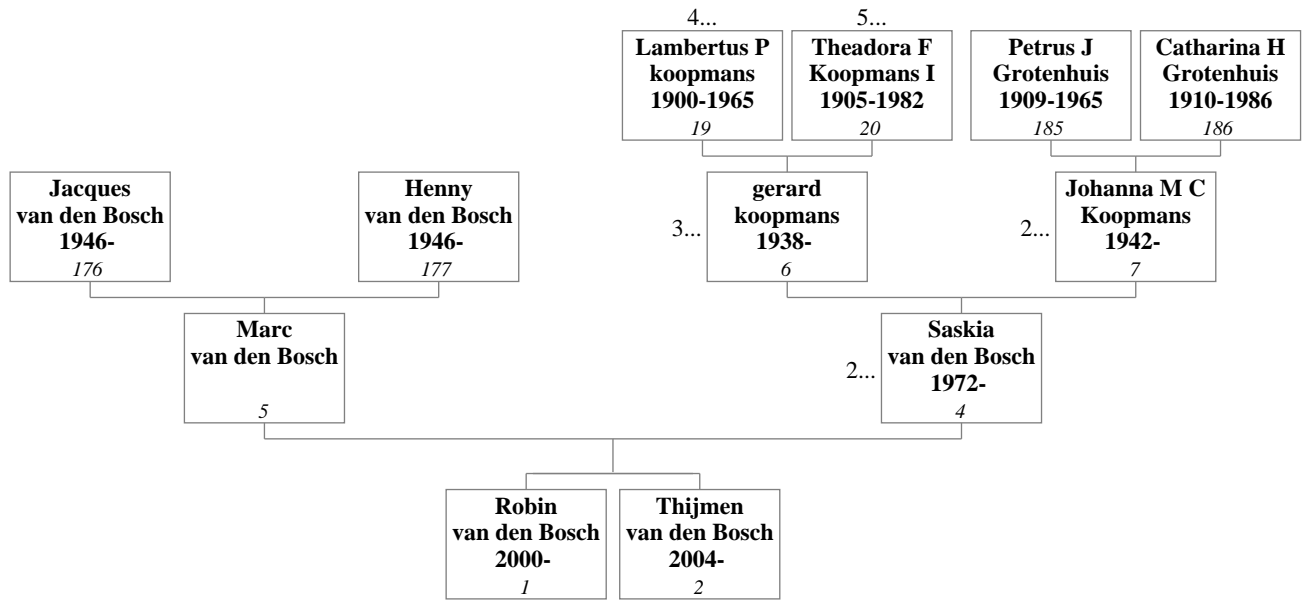 4...
5...
Lambertus P
koopmans
1900-1965
19
Theadora F
Koopmans I
1905-1982
20
Petrus J
Grotenhuis
1909-1965
185
Catharina H
Grotenhuis
1910-1986
186
Jacques
van den Bosch
1946-
176
Henny
van den Bosch
1946-
177
3...
gerard
koopmans
1938-
6
2...
Johanna M C
Koopmans
1942-
7
Marc
van den Bosch
5
2...
Saskia
van den Bosch
1972-
4
Robin
van den Bosch
2000-
1
Thijmen
van den Bosch
2004-
2